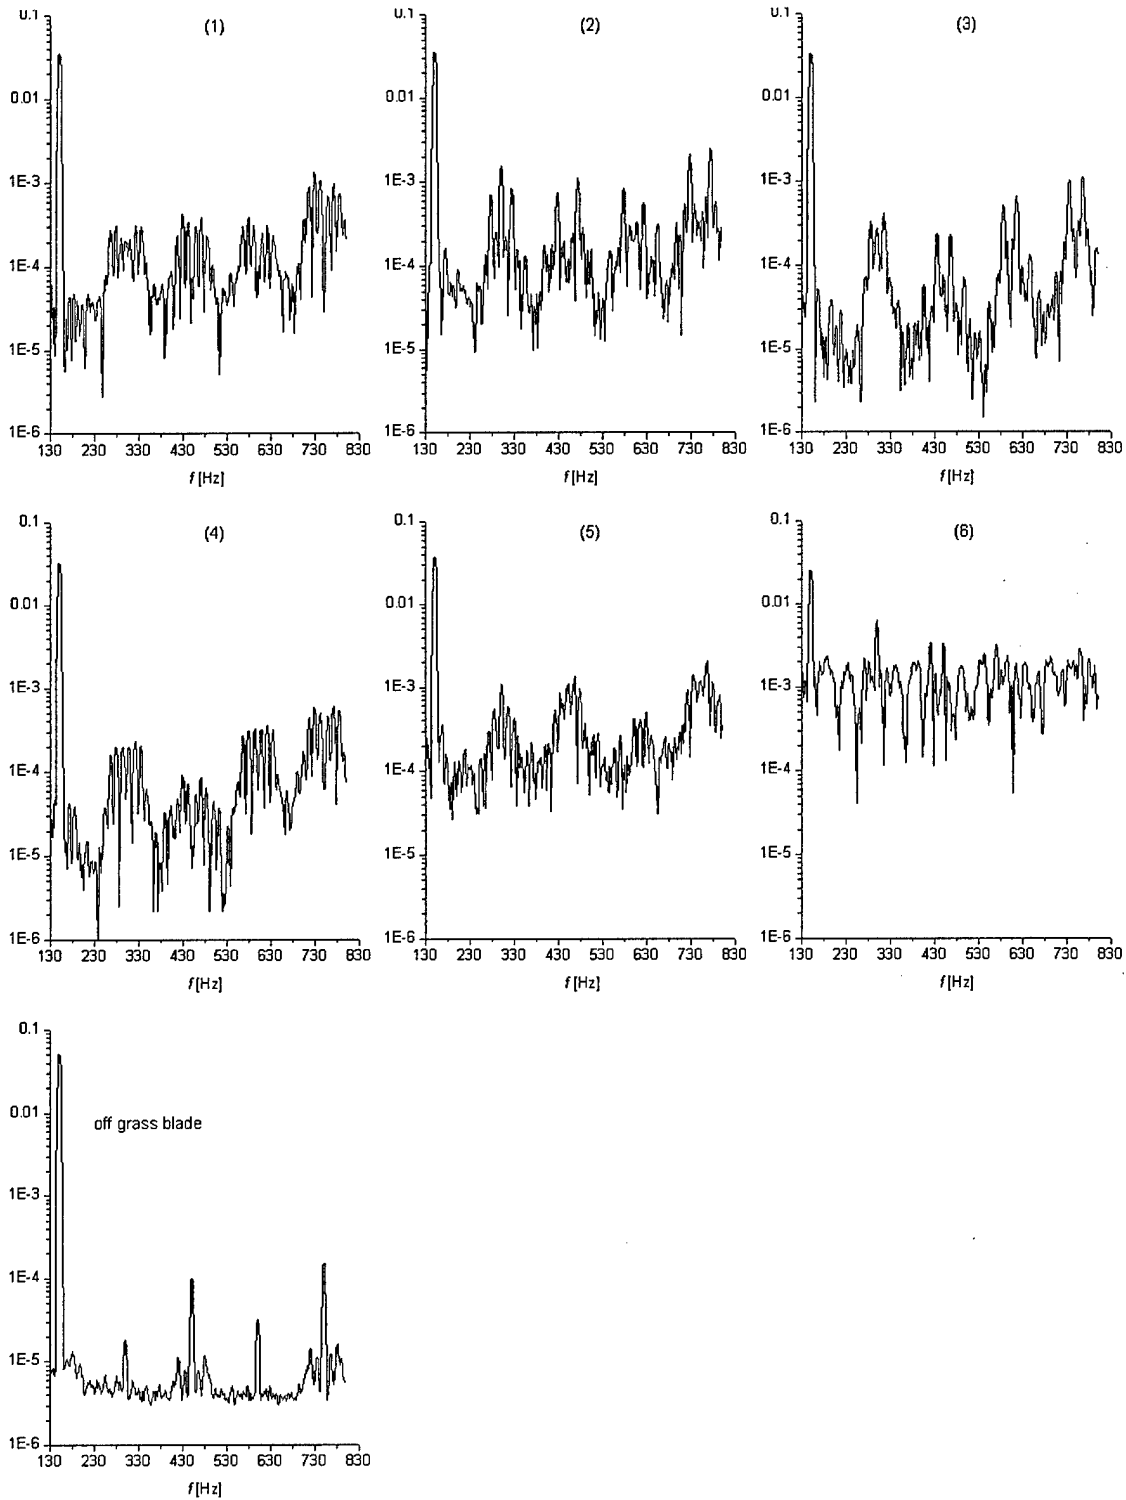 (1) (2) (3)
0.1 0.1 0.1
0.01 0.01 0.01
1E-3 1E-3 1E-3
1E-4 1E-4 1E-4
1E-5 1E-5 1E-5
1E-6 1E-6 1E-6
130 230 330 430 530 630 730 830 130 230 330 430 530 630 730 830 130 230 330 430 530 630 730 830
f [Hz] f [Hz] f [Hz]
(4) (5) (6)
0.1 0.1 0.1
0.01 0.01 0.01
1E-3 1E-3 1E-3
1E-4 1E-4 1E-4
1E-5 1E-5 1E-5
1E-6 1E-6 1E-6
130 230 330 430 530 630 730 830 130 230 330 430 530 630 730 830 130 230 330 430 530 630 730 830
f [Hz] f [Hz] f [Hz]
0.1
0.01
off grass blade
1E-3
1E-4
1E-5
1E-6
130 230 330 430 530 630 730 830
f [Hz]